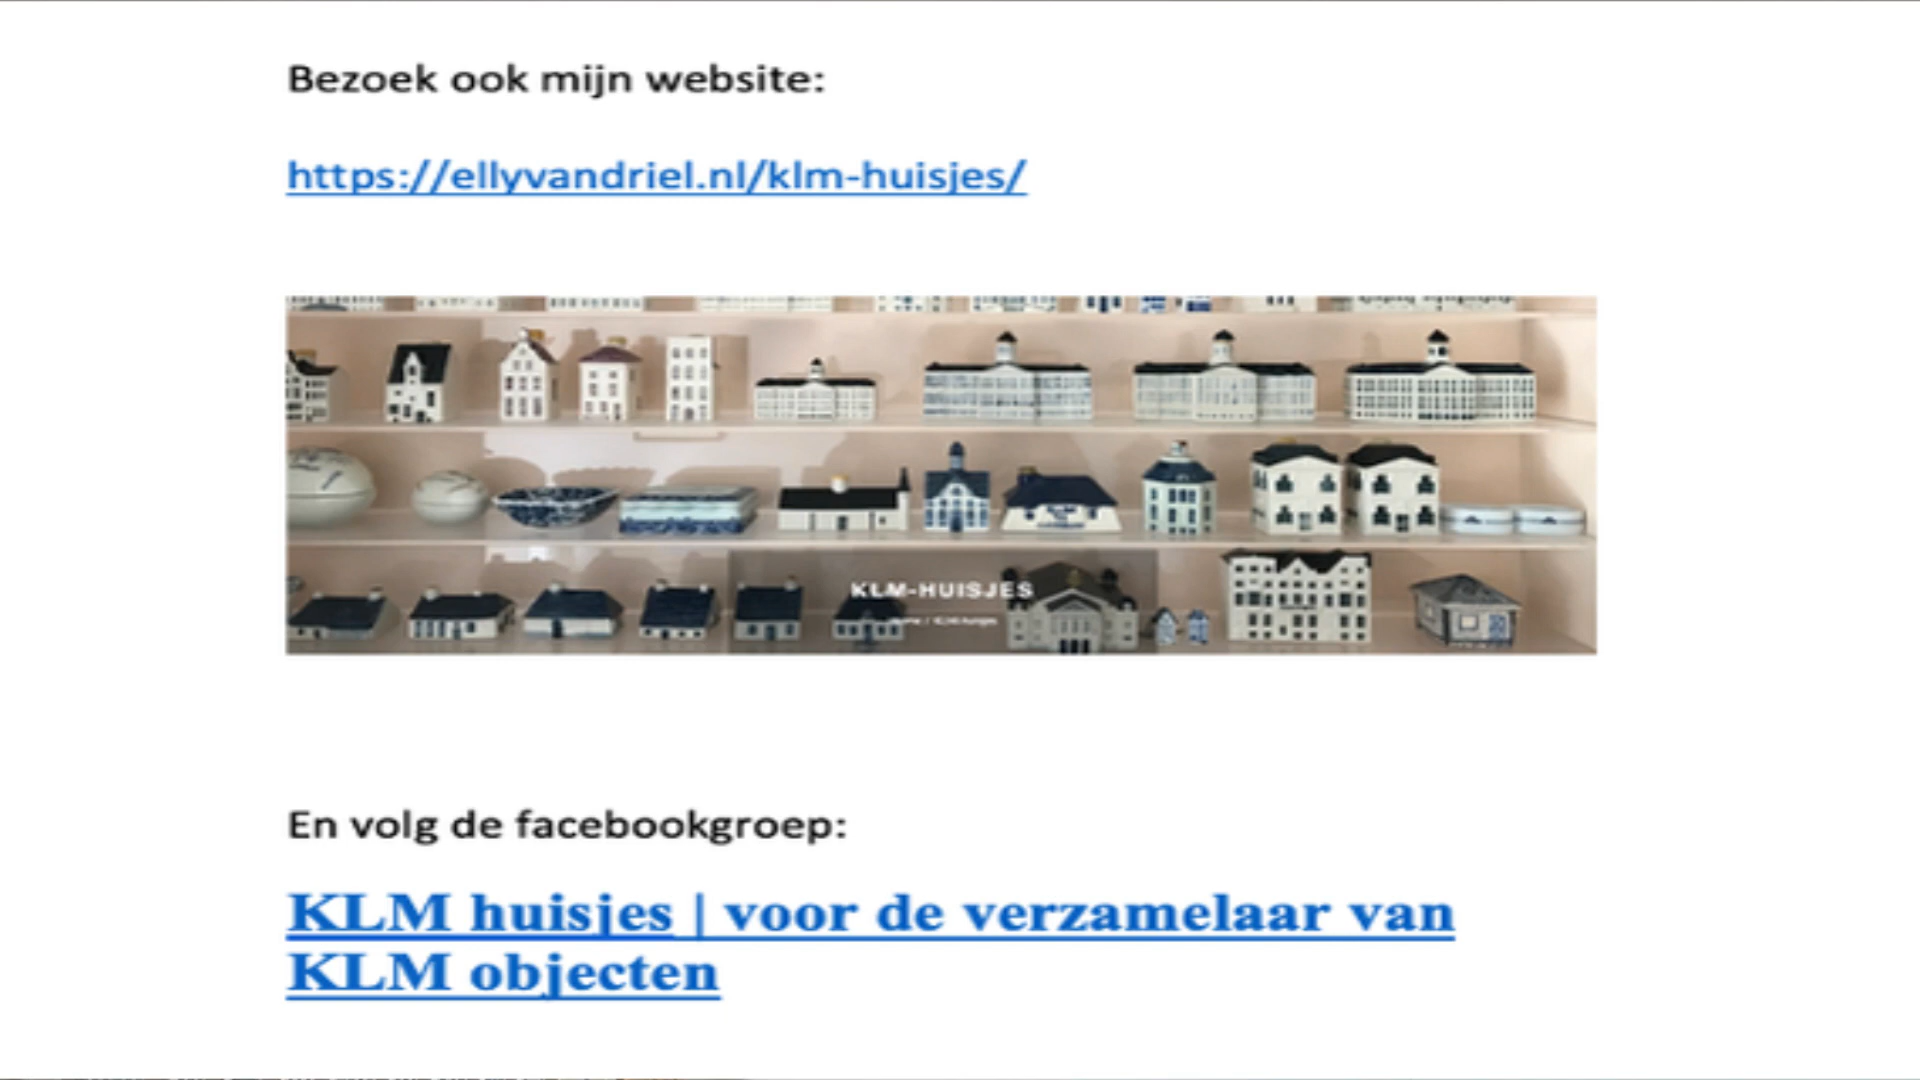 Bezoek ook mijn website:
https://ellyvandriel.nl/klm-huisjes/
KLM-HUISJES
En volg de facebookgroep:
KLM huisjes | voor de verzamelaar van
KLM objecten